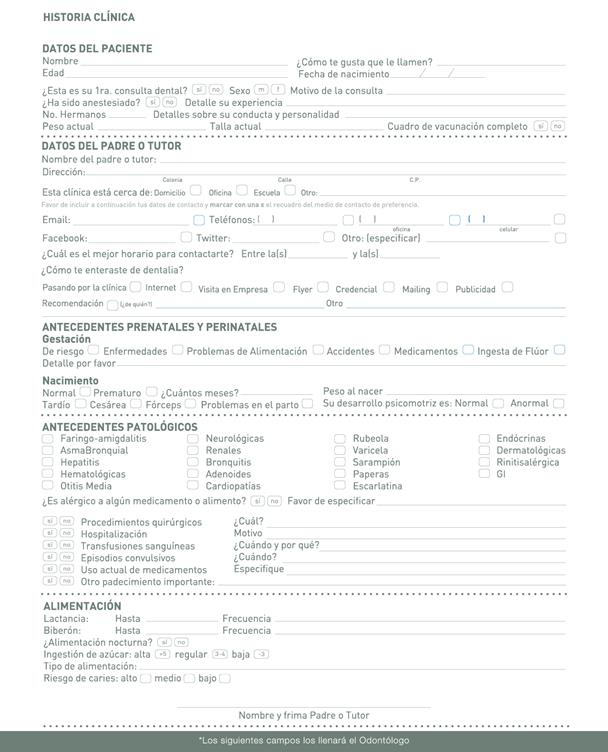 HISTORIA CLÍNICA
DATOS DEL PACIENTE
Nombre ¿Cómo te gusta que le llamen?
Edad Fecha de nacimiento / /
¿Esta es su 1ra. consulta dental? sí no Sexo m f Motivo de la consulta
¿Ha sido anestesiado? sí no Detalle su experiencia
No. Hermanos Detalles sobre su conducta y personalidad
Peso actual Talla actual Cuadro de vacunación completo sí no
DATOS DEL PADRE O TUTOR
Nombre del padre o tutor:
Dirección:
Colonia Calle C.P.
Esta clínica está cerca de: Domicilio Oficina Escuela Otro:
Favor de incluir a continuación tus datos de contacto y marcar con una x el recuadro del medio de contacto de preferencia.
Email: Teléfonos: ( ) ( ) ( )
oficina celular
Facebook: Twitter: Otro: (especificar)
¿Cuál es el mejor horario para contactarte? Entre la(s) y la(s)
¿Cómo te enteraste de dentalia?
Pasando por la clínica Internet Visita en Empresa Flyer Credencial Mailing Publicidad
Recomendación (¿de quién?) Otro
ANTECEDENTES PRENATALES Y PERINATALES
Gestación
De riesgo Enfermedades Problemas de Alimentación Accidentes Medicamentos Ingesta de Flúor
Detalle por favor
Nacimiento
Normal Prematuro ¿Cuántos meses? Peso al nacer
Tardío Cesárea Fórceps Problemas en el parto Su desarrollo psicomotriz es: Normal Anormal
ANTECEDENTES PATOLÓGICOS
Faringo-amigdalitis Neurológicas Rubeola Endócrinas
AsmaBronquial Renales Varicela Dermatológicas
Hepatitis Bronquitis Sarampión Rinitisalérgica
Hematológicas Adenoides Paperas GI
Otitis Media Cardiopatías Escarlatina
¿Es alérgico a algún medicamento o alimento? sí no Favor de especificar
sí no Procedimientos quirúrgicos ¿Cuál?
sí no Hospitalización Motivo
sí no Transfusiones sanguíneas ¿Cuándo y por qué?
sí no Episodios convulsivos ¿Cuándo?
sí no Uso actual de medicamentos Especifique
sí no Otro padecimiento importante:
ALIMENTACIÓN
Lactancia: Hasta Frecuencia
Biberón: Hasta Frecuencia
¿Alimentación nocturna? sí no
Ingestión de azúcar: alta +5 regular 3-4 baja -3
Tipo de alimentación:
Riesgo de caries: alto medio bajo
Nombre y frima Padre o Tutor
*Los siguientes campos los llenará el Odontólogo